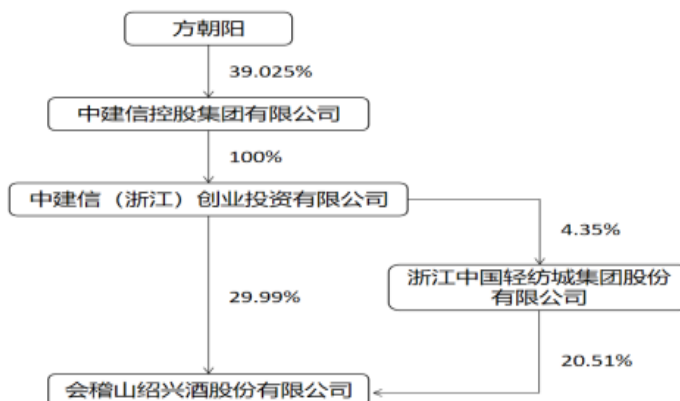 方朝阳
39.025%
中建信控股集团有限公司
100%
中建信（浙江）创业投资有限公司
4.35%
浙江中国轻纺城集团股份
有限公司
29.99%
20.51%
会稽山绍兴酒股份有限公司